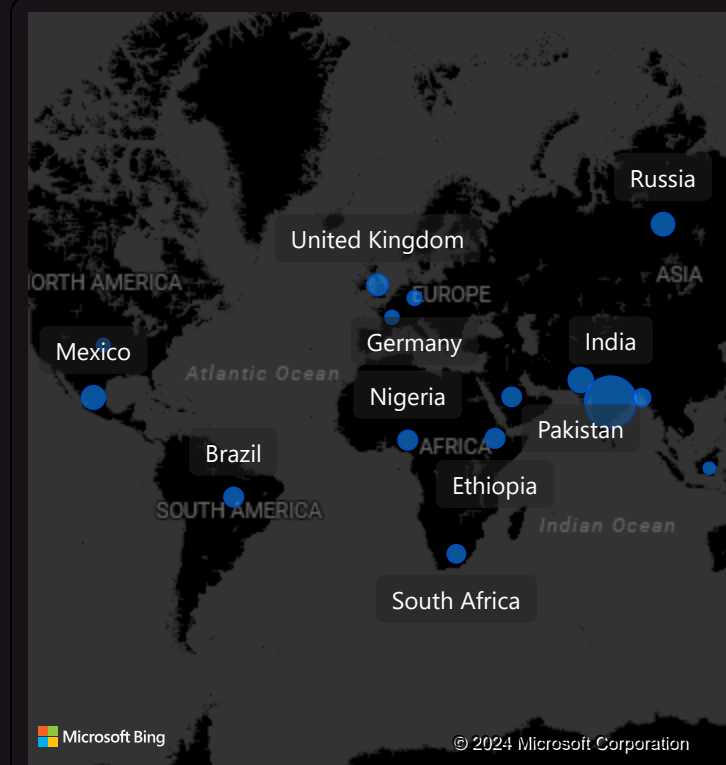 Russia
United Kingdom
ASIA
NORTH AMERICA
EUROPE
India
Germany
Mexico
Atlantic Ocean
Nigeria
Pakistan
AFRICA
Brazil
Ethiopia
SOUTH AMERICA
Indian Ocean
South Africa
Microsoft Bing
© 2024 Microsoft Corporation